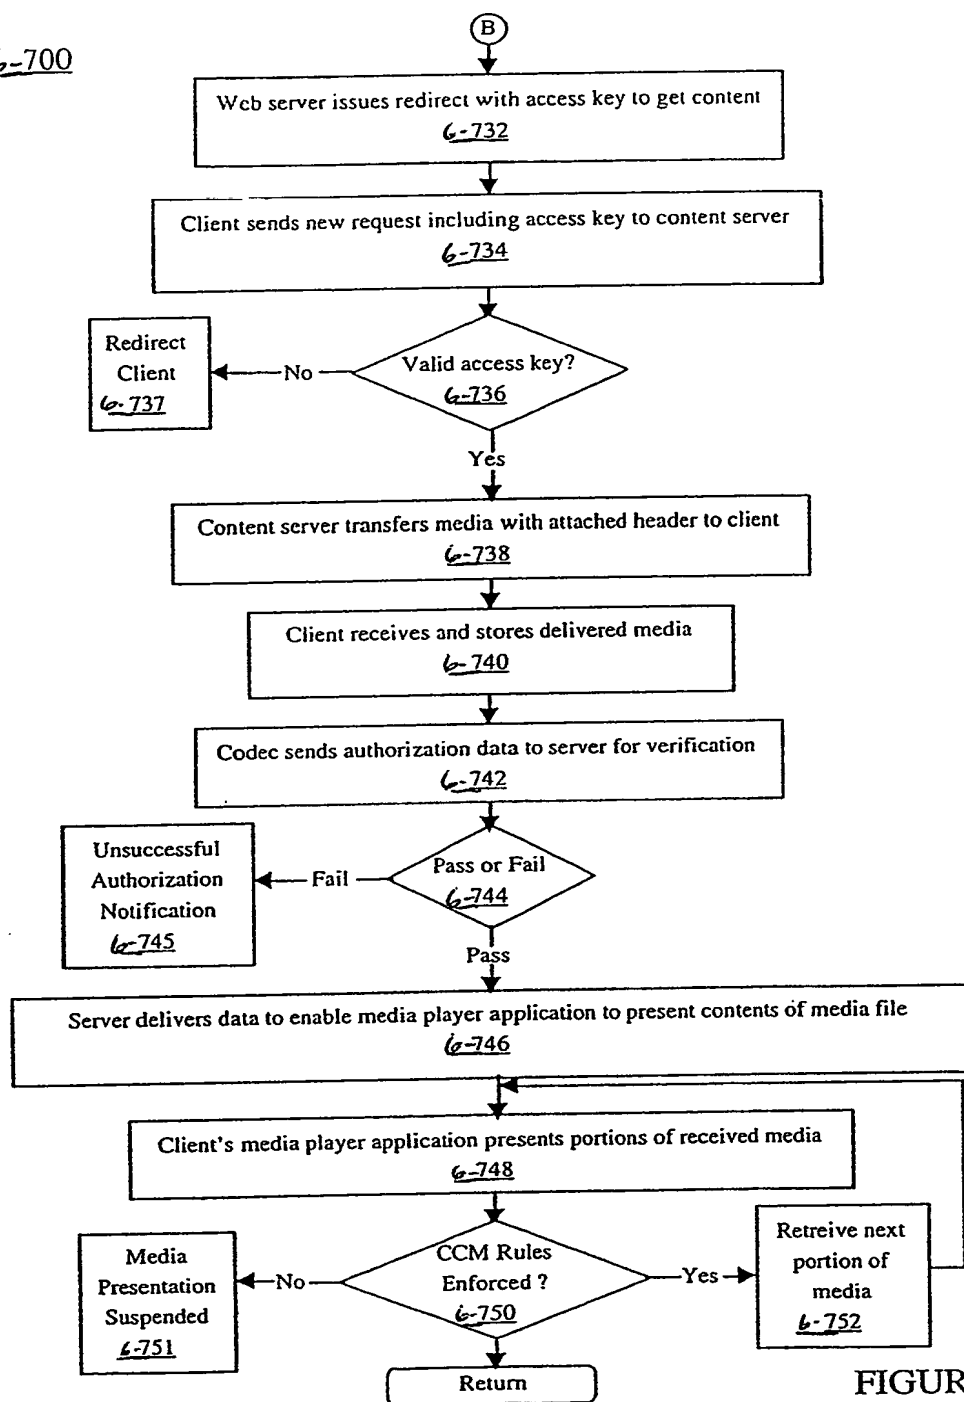 6-700
B
Web server issues redirect with access key to get content
6-732
Client sends new request including access key to content server
6-734
Redirect
Client
6-737
No
Valid access key?
6-736
Yes
Content server transfers media with attached header to client
6-738
Client receives and stores delivered media
6-740
Codec sends authorization data to server for verification
6-742
Unsuccessful
Authorization
Notification
6-745
Fail
Pass or Fail
6-744
Pass
Server delivers data to enable media player application to present contents of media file
6-746
Client's media player application presents portions of received media
6-748
Media
Presentation
Suspended
6-751
No
CCM Rules
Enforced ?
6-750
Yes
Retreive next
portion of
media
6-752
Return
FIGUR